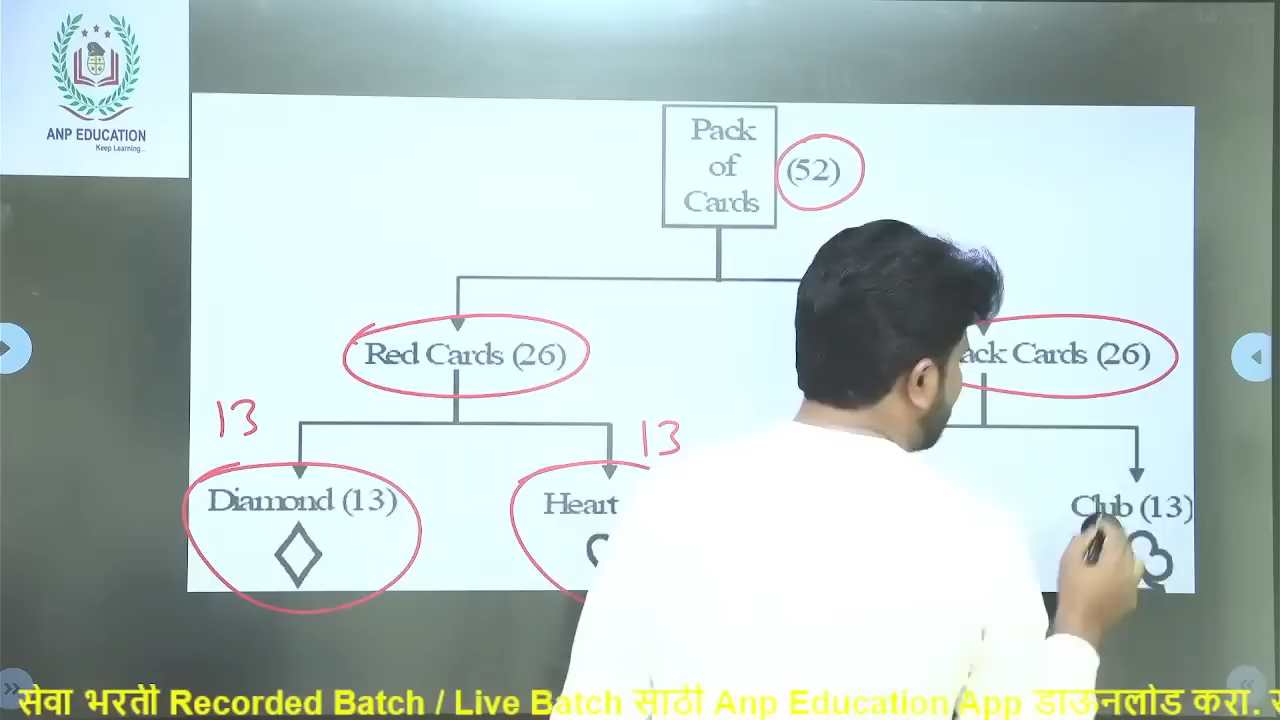 ANP EDUCATION
Keep Learning...
Pack
of
Cards
(52)
Red Cards (26)
ack Cards (26)
13
13
Diamond (13)
Heart
Club (13)
सेवा भरती Recorded Batch / Live Batch साठी Anp Education App डाऊनलोड करा.